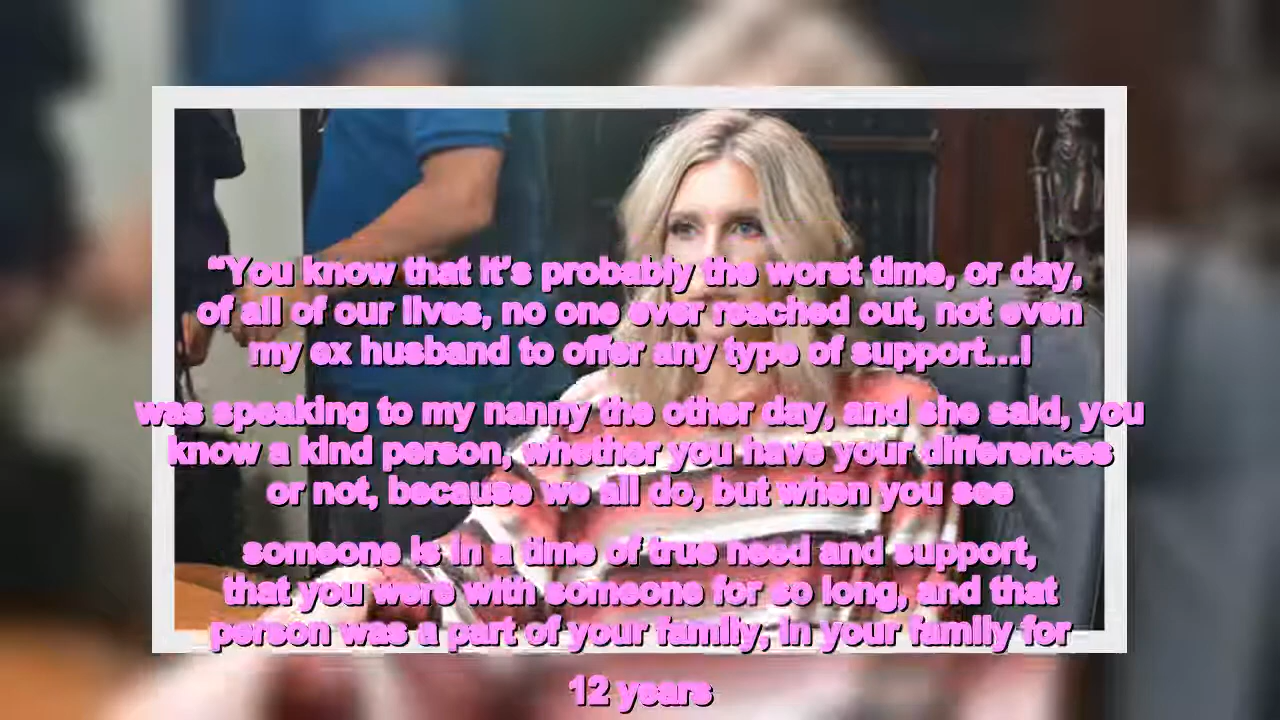 “You know that it's probably the worst time, or day,
of all of our lives, no one ever reached out, not even
my ex husband to offer any type of support...I
was speaking to my nanny the other day, and she said, you
know a kind person, whether you have your differences
or not, because we all do, but when you see
someone is in a time of true need and support,
that you were with someone for so long, and that
person was a part of your family, in your family for
12 years